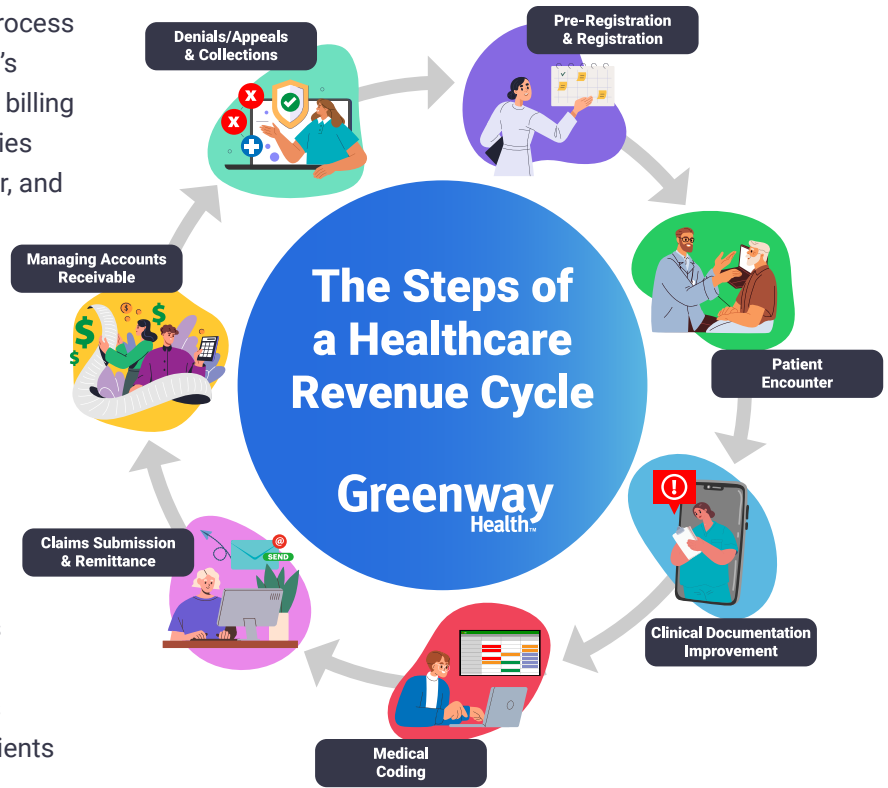 rocess
's
billing
ies
r, and
ients
Denials/Appeals
& Collections
Pre-Registration
& Registration
Managing Accounts
Receivable
The Steps of
a Healthcare
Revenue Cycle
Greenway
Health™
Patient
Encounter
Claims Submission
& Remittance
@
SEND
Clinical Documentation
Improvement
Medical
Coding